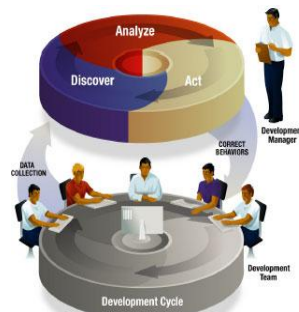 Analyze
Discover
Act
Development
Manager
DATA
COLLECTION
CORRECT
BEHAVIORS
Development
Team
Development Cycle